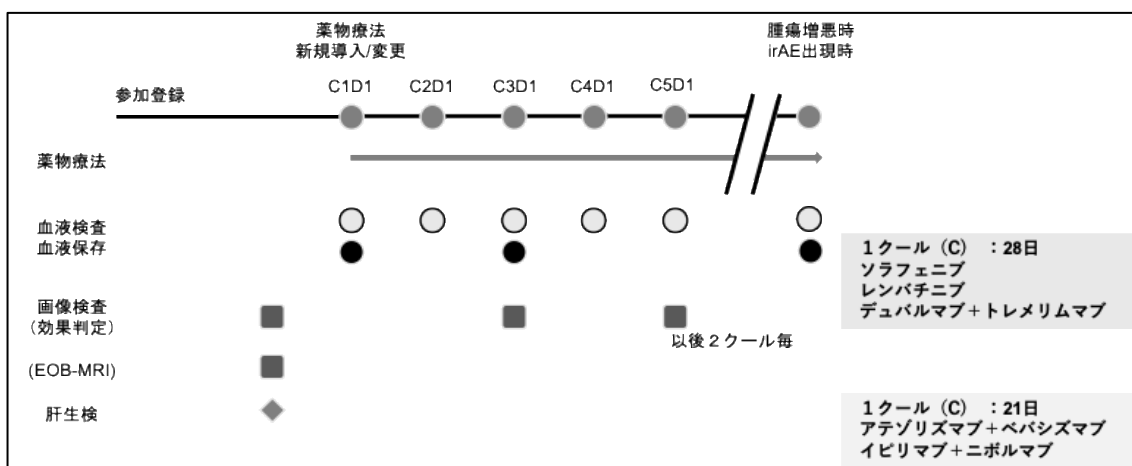 薬物療法
新規導入/変更
腫瘍増悪時
irAE出現時
参加登録
C1D1
C2D1
C3D1
C4D1
C5D1
薬物療法
血液検査
血液保存
画像検査
(効果判定)
以後２クール毎
(EOB-MRI)
肝生検
１クール（C）：28日
ソラフェニブ
レンバチニブ
デュバルマブ＋トレメリムマブ
１クール（C）：21日
アテゾリズマブ＋ベバシズマブ
イピリマブ＋ニボルマブ